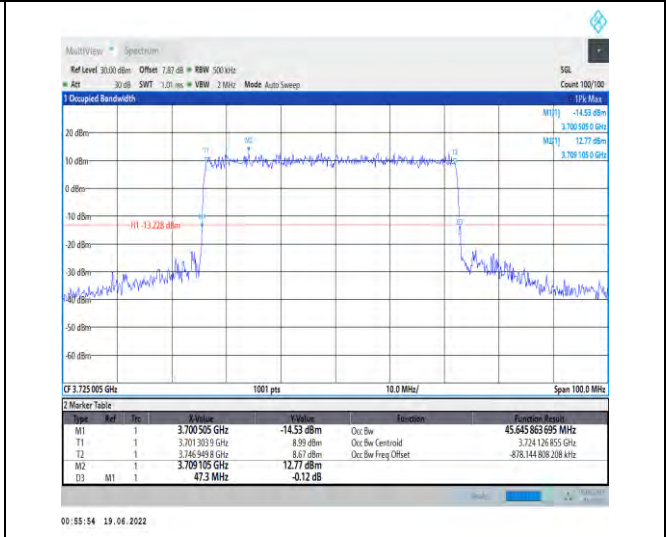 MultiView Spectrum
Ref Level 30.00 dBm Offset 7.87 dB RBW 500 kHz SGL
Att 30 dB SWT 1.01 ms VBW 2 MHz Mode Auto Sweep Count 100/100
1 Occupied Bandwidth 1Pk Max
M1[1] -14.53 dBm
3.700 505 0 GHz
M2[1] 12.77 dBm
3.709 105 0 GHz
20 dBm
T1 M2 T2
10 dBm
0 dBm
-10 dBm
H1 -13.228 dBm
-20 dBm
-30 dBm
-40 dBm
-50 dBm
-60 dBm
CF 3.725 005 GHz 1001 pts 10.0 MHz/ Span 100.0 MHz
2 Marker Table
Type Ref Trc X-Value Y-Value Function Function Result
M1 1 3.700 505 GHz -14.53 dBm Occ Bw 45.645 863 695 MHz
T1 1 3.701 303 9 GHz 8.99 dBm Occ Bw Centroid 3.724 126 855 GHz
T2 1 3.746 949 8 GHz 8.67 dBm Occ Bw Freq Offset -878.144 808 208 kHz
M2 1 3.709 105 GHz 12.77 dBm
D3 M1 1 47.3 MHz -0.12 dB
00:55:54 19.06.2022